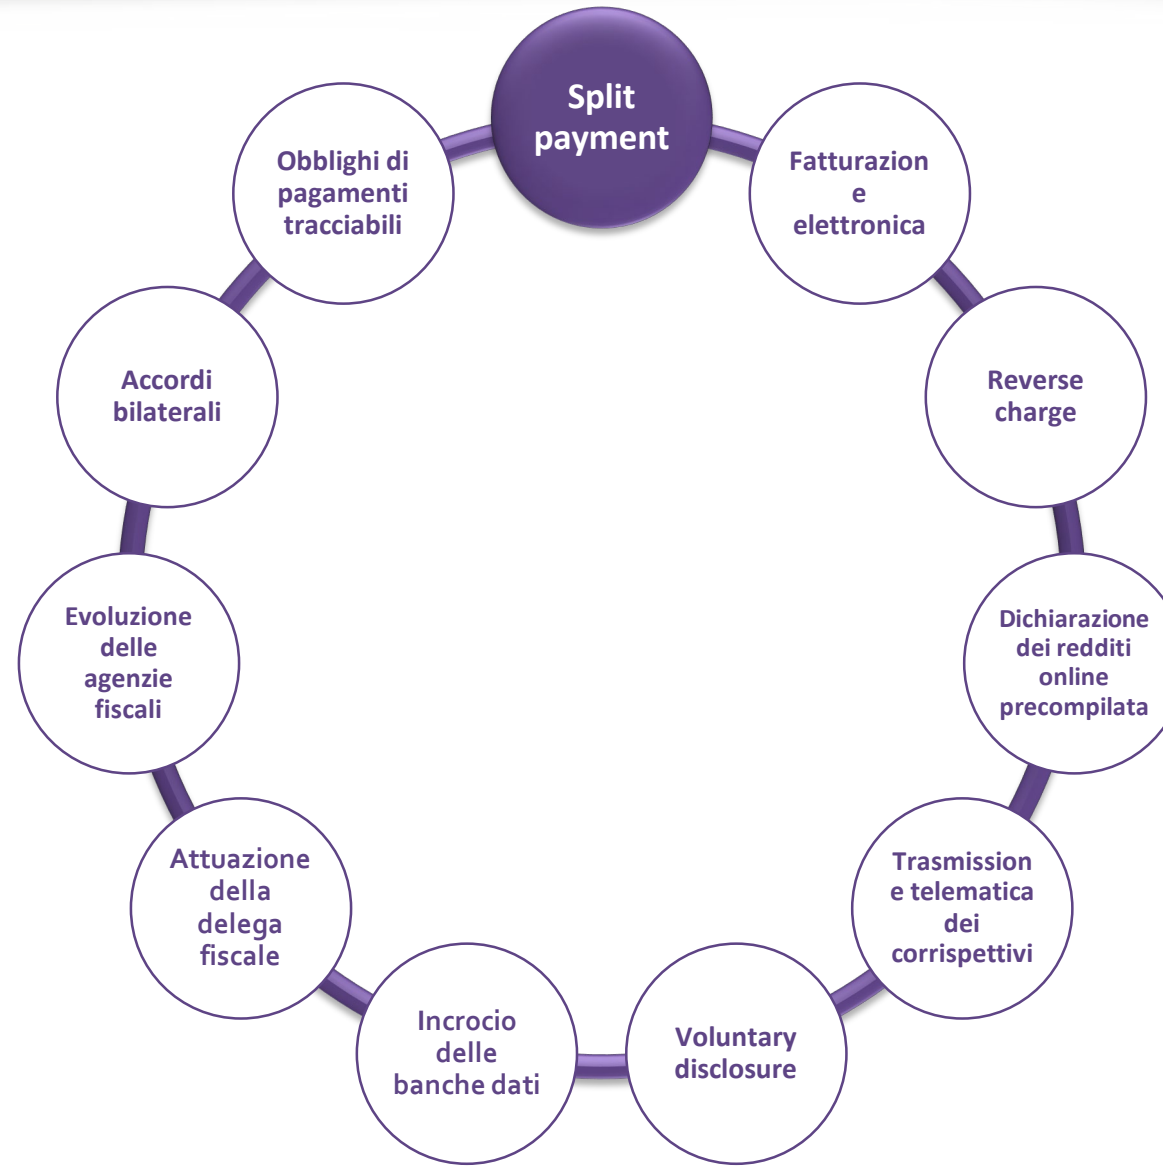 Split
payment
Fatturazion
e
elettronica
Reverse
charge
Dichiarazione
dei redditi
online
precompilata
Trasmission
e telematica
dei
corrispettivi
Voluntary
disclosure
Incrocio
delle
banche dati
Attuazione
della
delega
fiscale
Evoluzione
delle
agenzie
fiscali
Accordi
bilaterali
Obblighi di
pagamenti
tracciabili